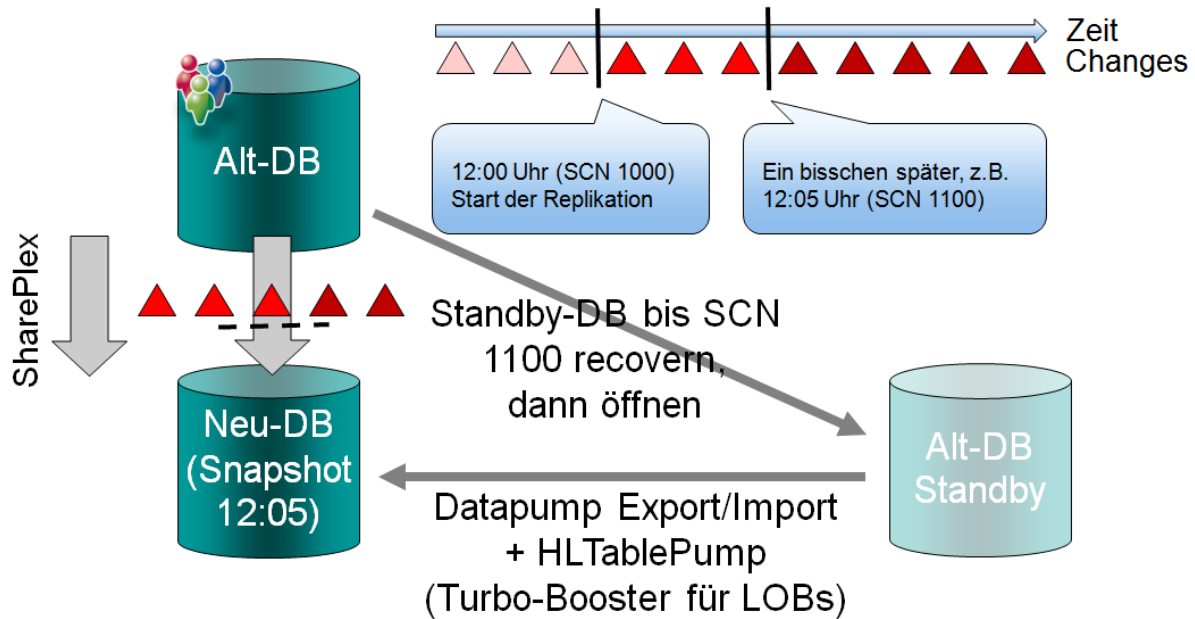 Zeit
Changes
Alt-DB
12:00 Uhr (SCN 1000)
Start der Replikation
Ein bisschen später, z.B.
12:05 Uhr (SCN 1100)
SharePlex
Standby-DB bis SCN
1100 recovern,
dann öffnen
Neu-DB
(Snapshot
12:05)
Alt-DB
Standby
Datapump Export/Import
+ HLTablePump
(Turbo-Booster für LOBs)